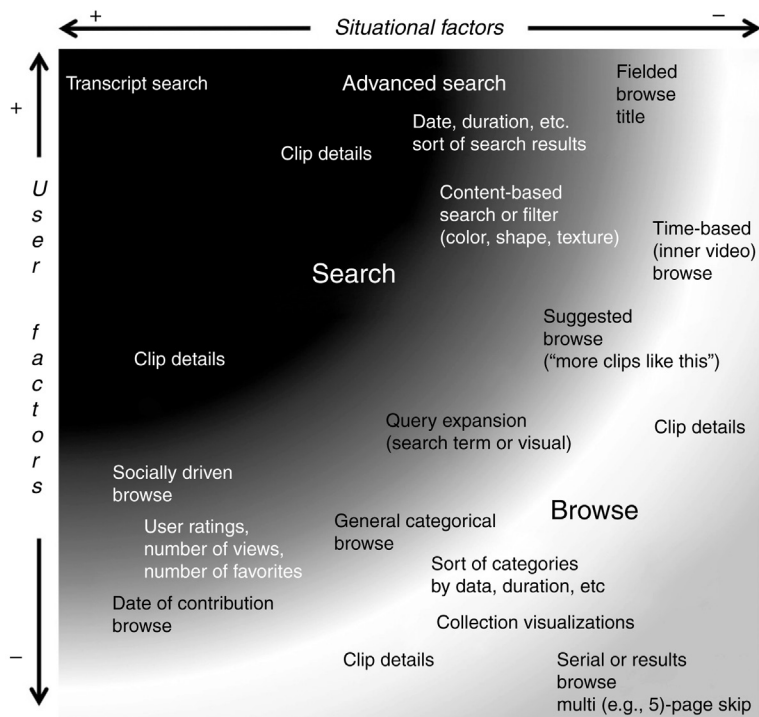 + Situational factors –
+
User factors
–
Transcript search
Advanced search
Fielded
browse
title
Date, duration, etc.
sort of search results
Clip details
Content-based
search or filter
(color, shape, texture)
Time-based
(inner video)
browse
Search
Suggested
browse
(“more clips like this”)
Clip details
Query expansion
(search term or visual)
Clip details
Socially driven
browse
Browse
User ratings,
number of views,
number of favorites
General categorical
browse
Sort of categories
by data, duration, etc
Date of contribution
browse
Collection visualizations
Clip details
Serial or results
browse
multi (e.g., 5)-page skip